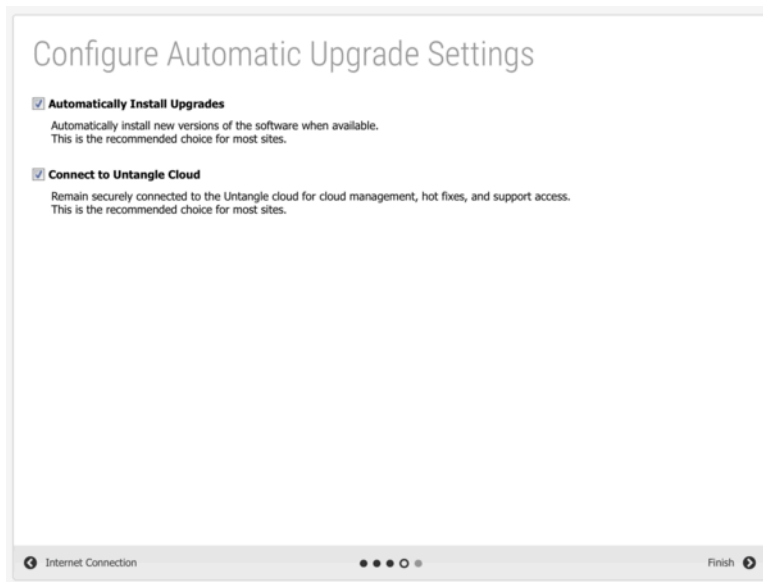 Configure Automatic Upgrade Settings
Automatically Install Upgrades
Automatically install new versions of the software when available.
This is the recommended choice for most sites.
Connect to Untangle Cloud
Remain securely connected to the Untangle cloud for cloud management, hot fixes, and support access.
This is the recommended choice for most sites.
Internet Connection
Finish